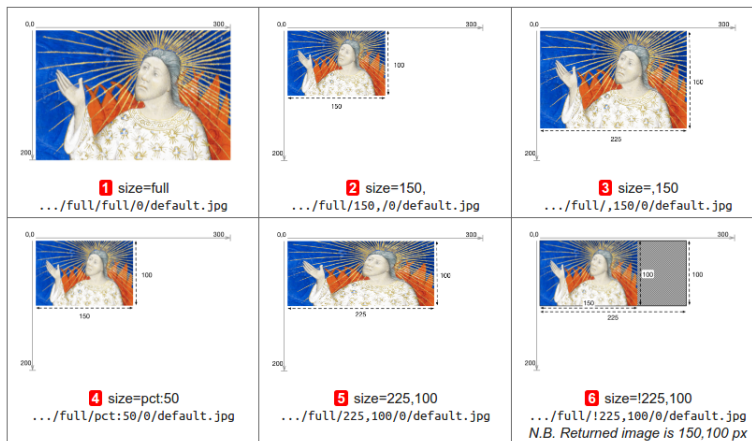 0,0 300
200
1 size=full
.../full/full/0/default.jpg
0,0 300
100
150
200
2 size=150,
.../full/150,/0/default.jpg
0,0 300
100
225
200
3 size=,150
.../full/,150/0/default.jpg
0,0 300
100
150
200
4 size=pct:50
.../full/pct:50/0/default.jpg
0,0 300
100
225
200
5 size=225,100
.../full/225,100/0/default.jpg
0,0 300
100 100
150
225
200
6 size=!225,100
.../full/!225,100/0/default.jpg
N.B. Returned image is 150,100 px